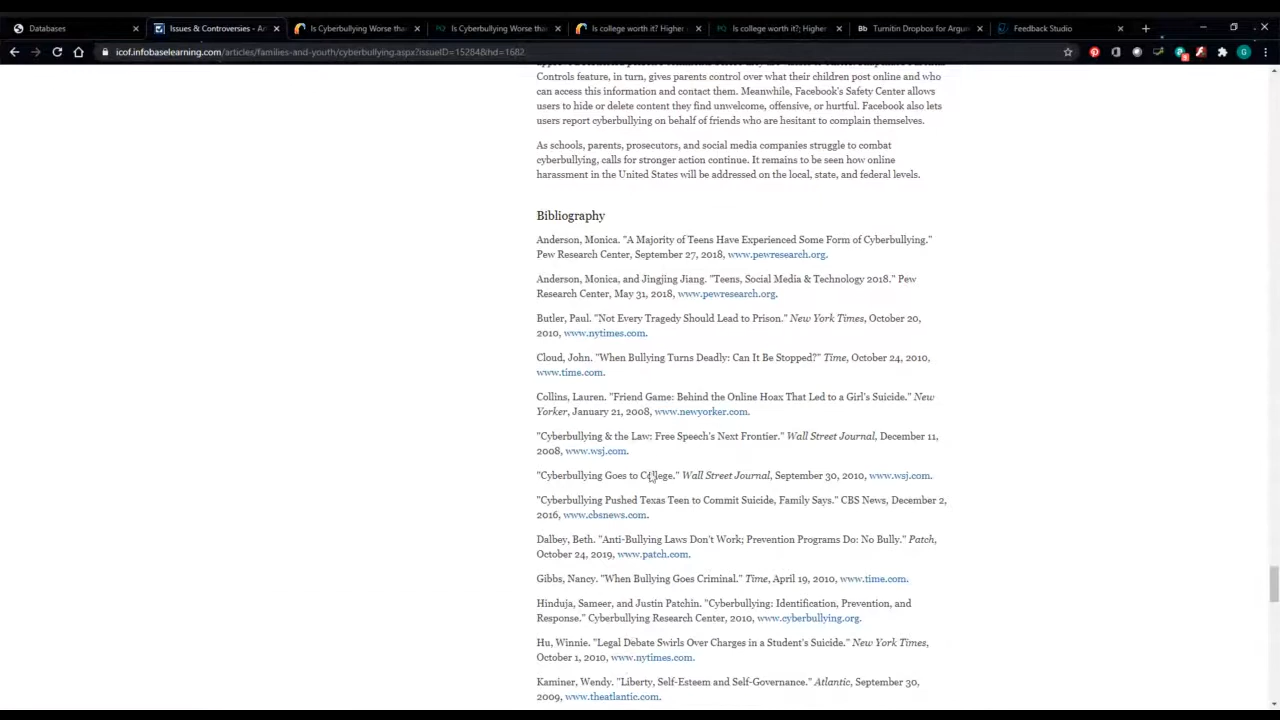 Databases
Issues & Controversies - An
Is Cyberbullying Worse tha
Is Cyberbullying Worse tha
Is college worth it? Higher
Is college worth it?; Higher
Bb Turnitin Dropbox for Argum
Feedback Studio
icof.infobaselearning.com/articles/families-and-youth/cyberbullying.aspx?issueID=15284&hd=1682
Controls feature, in turn, gives parents control over what their children post online and who
can access this information and contact them. Meanwhile, Facebook's Safety Center allows
users to hide or delete content they find unwelcome, offensive, or hurtful. Facebook also lets
users report cyberbullying on behalf of friends who are hesitant to complain themselves.
As schools, parents, prosecutors, and social media companies struggle to combat
cyberbullying, calls for stronger action continue. It remains to be seen how online
harassment in the United States will be addressed on the local, state, and federal levels.
Bibliography
Anderson, Monica. "A Majority of Teens Have Experienced Some Form of Cyberbullying."
Pew Research Center, September 27, 2018, www.pewresearch.org.
Anderson, Monica, and Jingjing Jiang. "Teens, Social Media & Technology 2018." Pew
Research Center, May 31, 2018, www.pewresearch.org.
Butler, Paul. "Not Every Tragedy Should Lead to Prison." New York Times, October 20,
2010, www.nytimes.com.
Cloud, John. "When Bullying Turns Deadly: Can It Be Stopped?" Time, October 24, 2010,
www.time.com.
Collins, Lauren. "Friend Game: Behind the Online Hoax That Led to a Girl's Suicide." New
Yorker, January 21, 2008, www.newyorker.com.
"Cyberbullying & the Law: Free Speech's Next Frontier." Wall Street Journal, December 11,
2008, www.wsj.com.
"Cyberbullying Goes to College." Wall Street Journal, September 30, 2010, www.wsj.com.
"Cyberbullying Pushed Texas Teen to Commit Suicide, Family Says." CBS News, December 2,
2016, www.cbsnews.com.
Dalbey, Beth. "Anti-Bullying Laws Don't Work; Prevention Programs Do: No Bully." Patch,
October 24, 2019, www.patch.com.
Gibbs, Nancy. "When Bullying Goes Criminal." Time, April 19, 2010, www.time.com.
Hinduja, Sameer, and Justin Patchin. "Cyberbullying: Identification, Prevention, and
Response." Cyberbullying Research Center, 2010, www.cyberbullying.org.
Hu, Winnie. "Legal Debate Swirls Over Charges in a Student's Suicide." New York Times,
October 1, 2010, www.nytimes.com.
Kaminer, Wendy. "Liberty, Self-Esteem and Self-Governance." Atlantic, September 30,
2009, www.theatlantic.com.